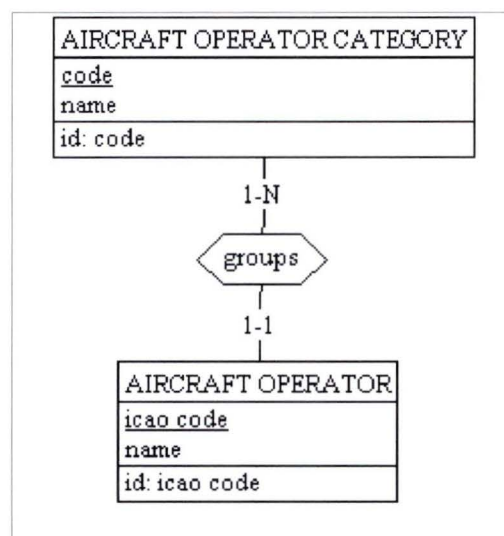 AIRCRAFT OPERATOR CATEGORY
code
name
id: code
1-N
groups
1-1
AIRCRAFT OPERATOR
icao code
name
id: icao code